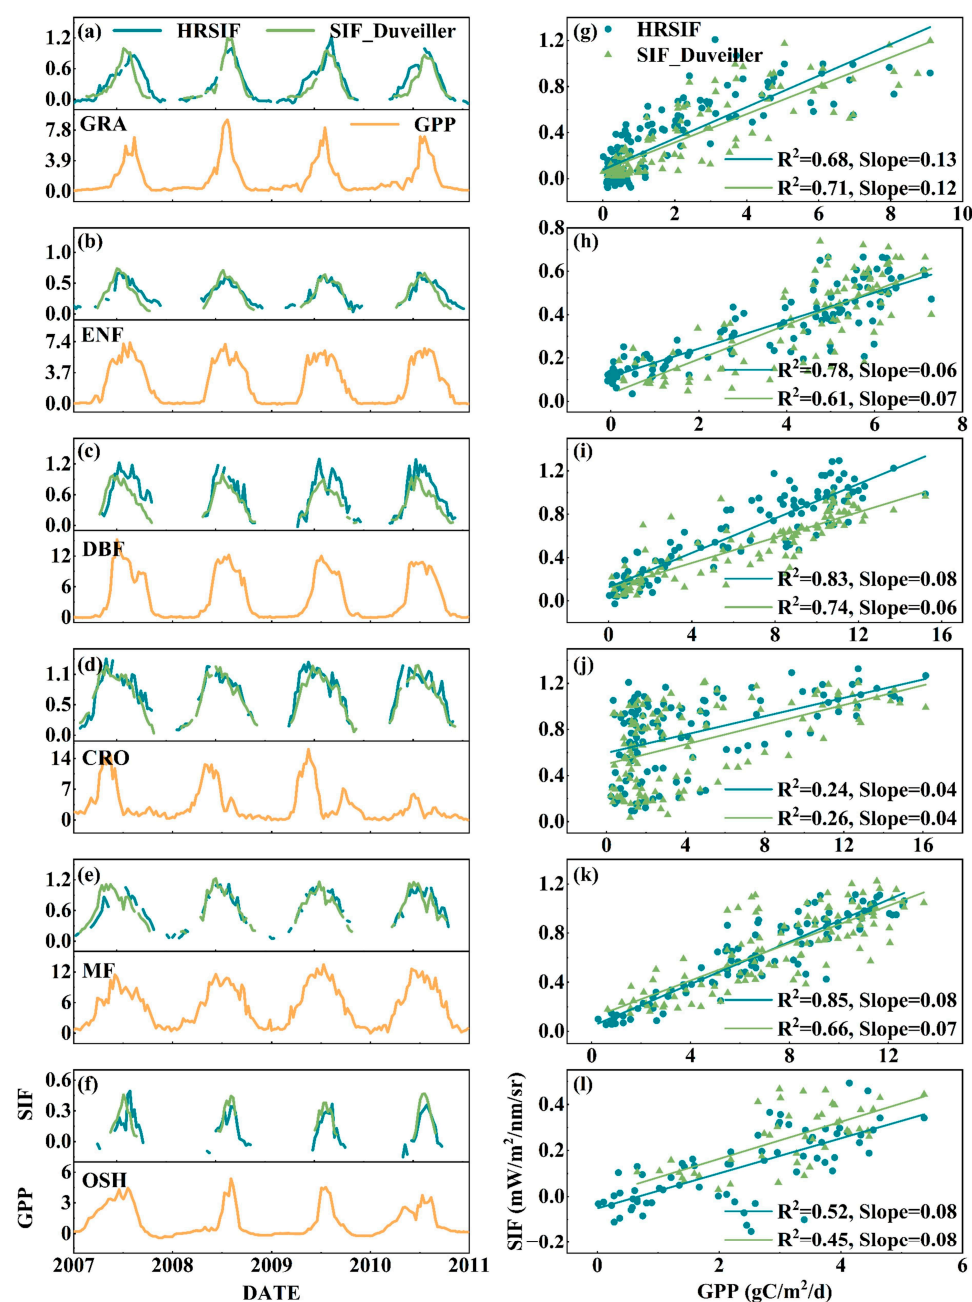 (a) HRSIF SIF_Duveiller
1.2
0.8
0.4
0.0
GRA GPP
7.8
3.9
0.0
(b)
1.0
0.5
0.0
ENF
7.4
3.7
0.0
(c)
1.2
0.6
0.0
DBF
12
6
0
(d)
1.1
0.5
0.0
CRO
14
7
0
(e)
1.2
0.6
0.0
MF
12
6
0
(f)
0.6
0.3
0.0
SIF
OSH
6
3
0
GPP
2007 2008 2009 2010 2011
DATE
(g) HRSIF
SIF_Duveiller
1.2
0.8
0.4
0.0
R²=0.68, Slope=0.13
R²=0.71, Slope=0.12
0 2 4 6 8 10
(h)
0.8
0.6
0.4
0.2
0.0
R²=0.78, Slope=0.06
R²=0.61, Slope=0.07
0 2 4 6 8
(i)
1.2
0.8
0.4
0.0
R²=0.83, Slope=0.08
R²=0.74, Slope=0.06
0 4 8 12 16
(j)
1.2
0.8
0.4
0.0
R²=0.24, Slope=0.04
R²=0.26, Slope=0.04
0 4 8 12 16
(k)
1.2
0.8
0.4
0.0
R²=0.85, Slope=0.08
R²=0.66, Slope=0.07
0 4 8 12
(l)
0.4
0.2
0.0
−0.2
SIF (mW/m²/nm/sr)
R²=0.52, Slope=0.08
R²=0.45, Slope=0.08
0 2 4 6
GPP (gC/m²/d)